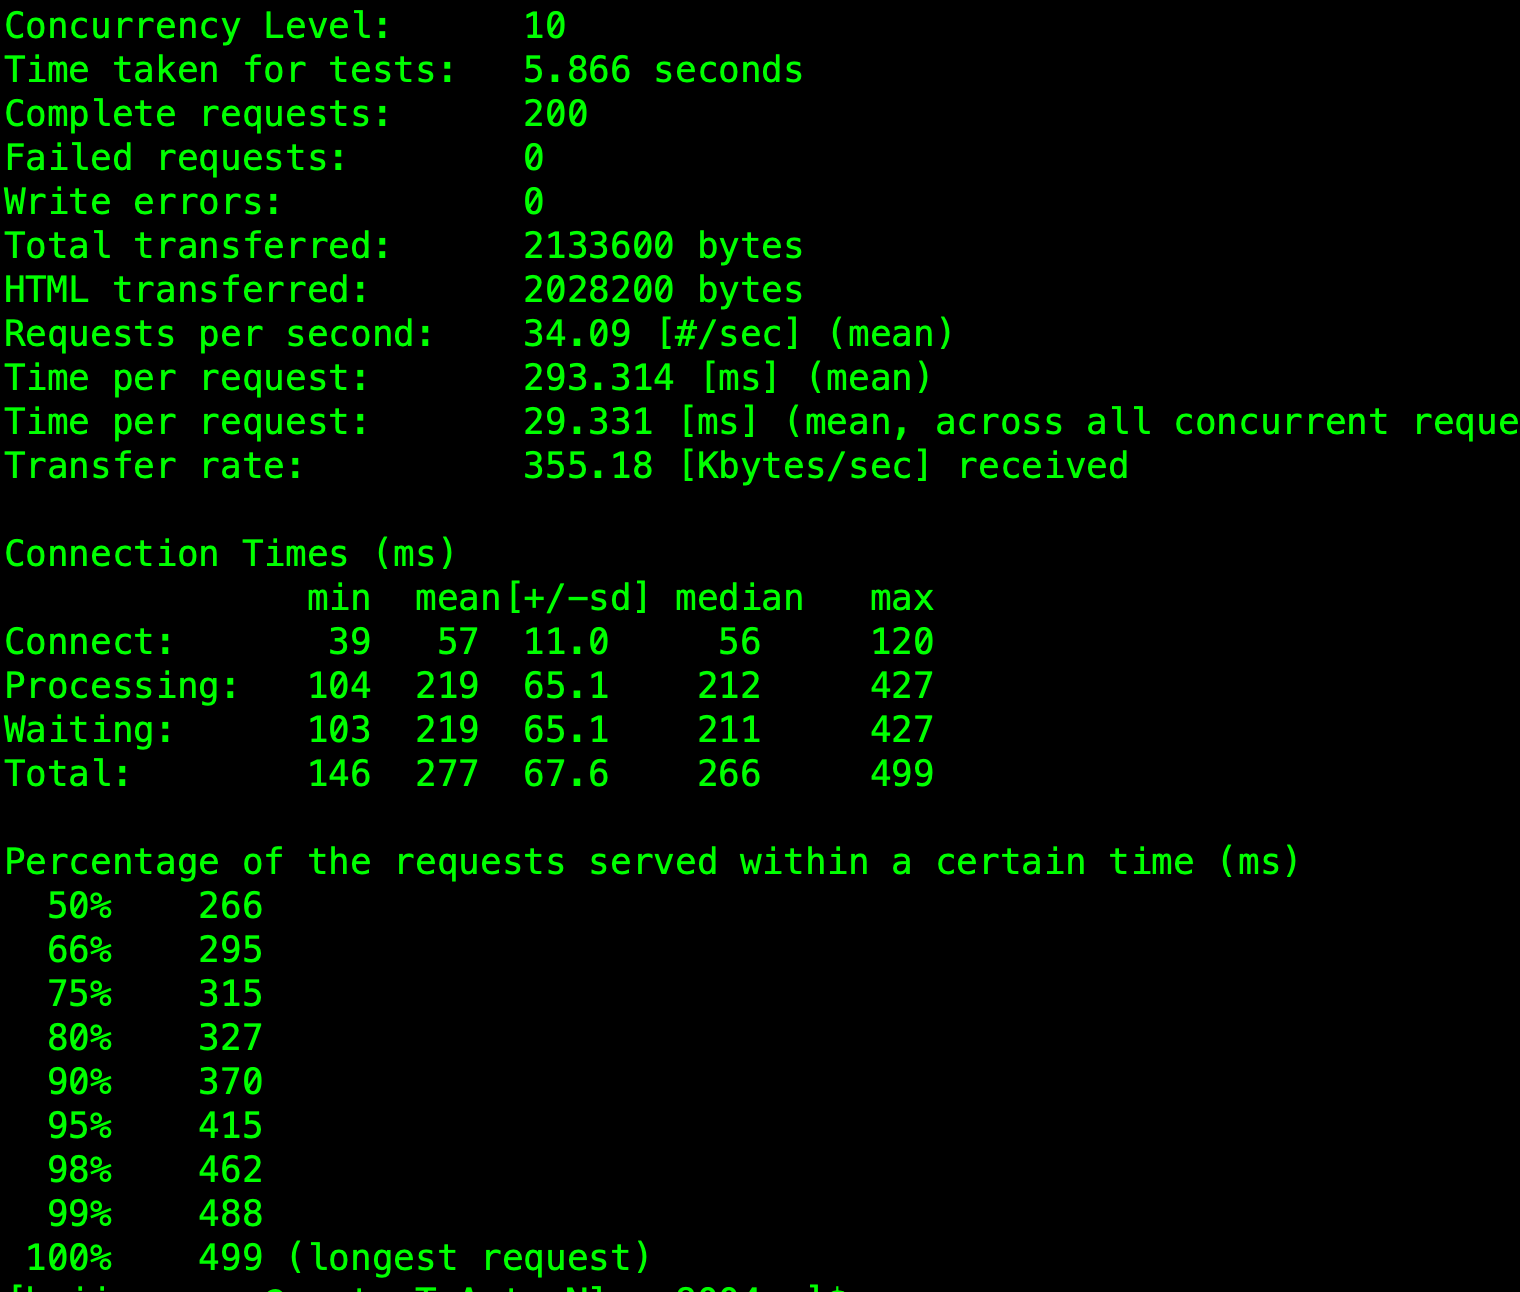 Concurrency Level:      10
Time taken for tests:   5.866 seconds
Complete requests:      200
Failed requests:        0
Write errors:           0
Total transferred:      2133600 bytes
HTML transferred:       2028200 bytes
Requests per second:    34.09 [#/sec] (mean)
Time per request:       293.314 [ms] (mean)
Time per request:       29.331 [ms] (mean, across all concurrent reque
Transfer rate:          355.18 [Kbytes/sec] received
Connection Times (ms)
              min  mean[+/-sd] median   max
Connect:       39   57  11.0     56     120
Processing:   104  219  65.1    212     427
Waiting:      103  219  65.1    211     427
Total:        146  277  67.6    266     499
Percentage of the requests served within a certain time (ms)
  50%    266
  66%    295
  75%    315
  80%    327
  90%    370
  95%    415
  98%    462
  99%    488
 100%    499 (longest request)